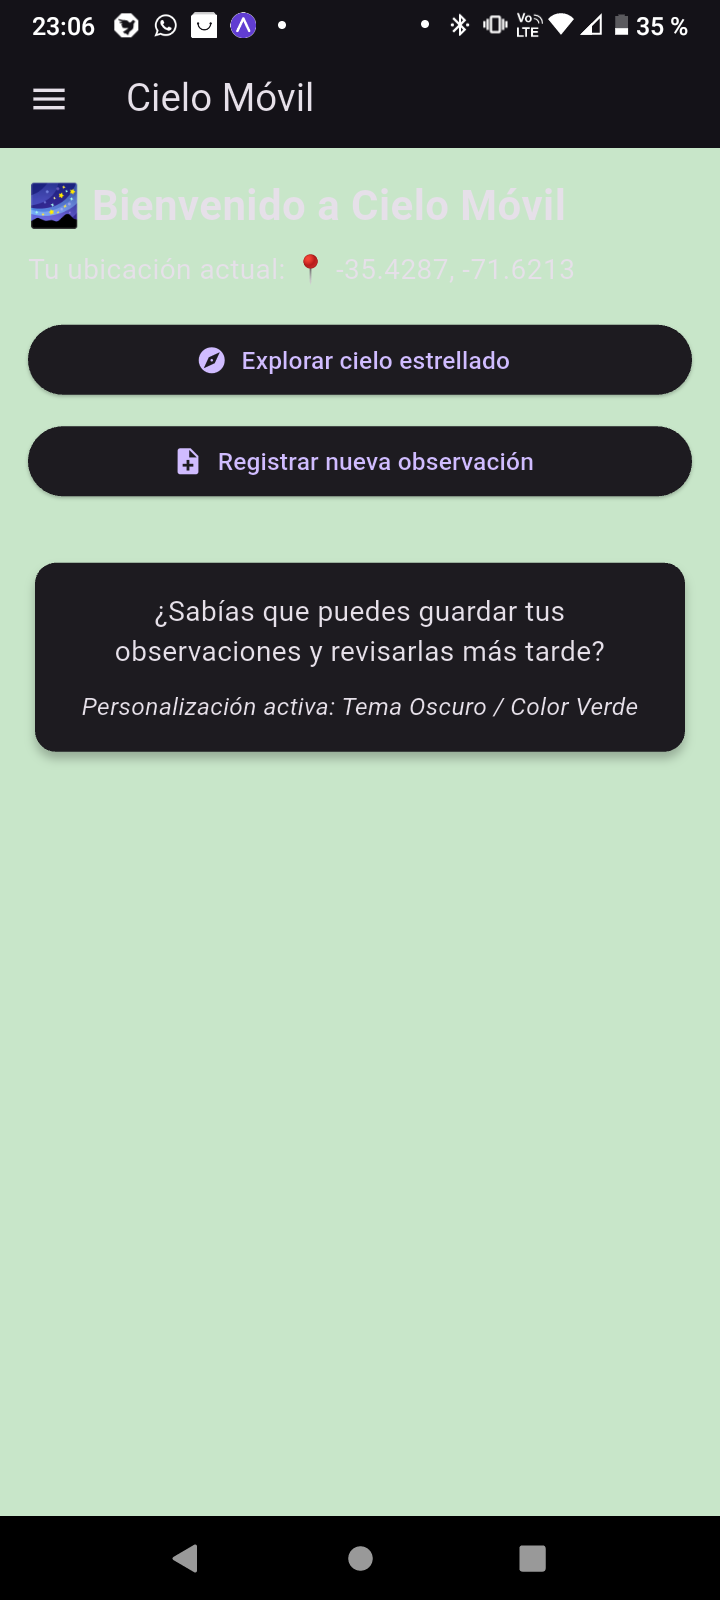 23:06
Vo LTE
35 %
Cielo Móvil
Bienvenido a Cielo Móvil
Tu ubicación actual: 📍 -35.4287, -71.6213
Explorar cielo estrellado
Registrar nueva observación
¿Sabías que puedes guardar tus
observaciones y revisarlas más tarde?
Personalización activa: Tema Oscuro / Color Verde